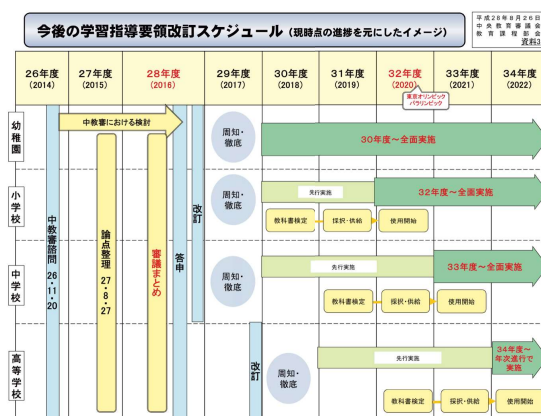 今後の学習指導要領改訂スケジュール（現時点の進捗を元にしたイメージ）
平成28年8月26日
中央教育審議会
教育課程部会
資料3
26年度
(2014)
27年度
(2015)
28年度
(2016)
29年度
(2017)
30年度
(2018)
31年度
(2019)
32年度
(2020)
33年度
(2021)
34年度
(2022)
東京オリンピック
パラリンピック
幼稚園
中教審における検討
周知・
徹底
30年度～全面実施
小学校
周知・
徹底
先行実施
32年度～全面実施
教科書検定
採択・供給
使用開始
中教審諮問 26・11・20
論点整理 27・8・27
審議まとめ
答申
改訂
中学校
周知・
徹底
先行実施
33年度～全面実施
教科書検定
採択・供給
使用開始
高等学校
改訂
周知・
徹底
先行実施
34年度～
年次進行で
実施
教科書検定
採択・供給
使用開始